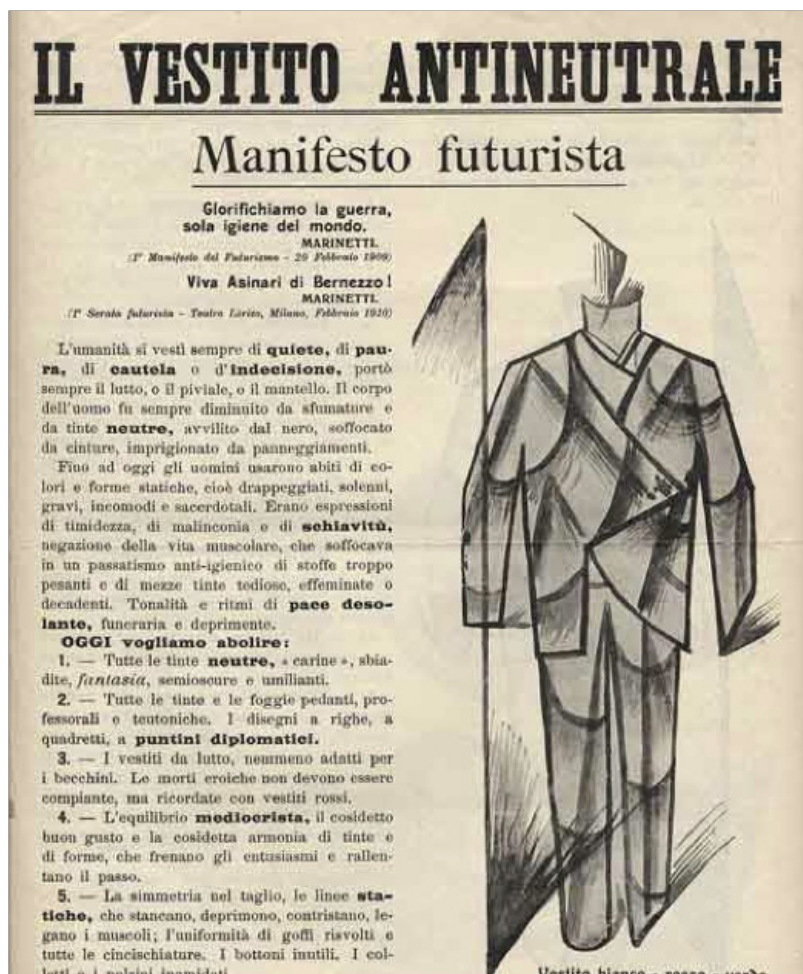 IL VESTITO ANTINEUTRALE
Manifesto futurista
Glorifichiamo la guerra,
sola igiene del mondo.
MARINETTI.
(1º Manifesto del Futurismo - 20 Febbraio 1909)
Viva Asinari di Bernezzo!
MARINETTI.
(1ª Serata futurista - Teatro Lirico, Milano, Febbraio 1910)
L'umanità si vestì sempre di quiete, di pau-
ra, di cautela o d'indecisione, portò
sempre il lutto, o il piviale, o il mantello. Il corpo
dell'uomo fu sempre diminuito da sfumature e
da tinte neutre, avvilito dal nero, soffocato
da cinture, imprigionato da panneggiamenti.
Fino ad oggi gli uomini usarono abiti di co-
lori e forme statiche, cioè drappeggiati, solenni,
gravi, incomodi e sacerdotali. Erano espressioni
di timidezza, di malinconia e di schiavitù,
negazione della vita muscolare, che soffocava
in un passatismo anti-igienico di stoffe troppo
pesanti e di mezze tinte tediose, effeminate o
decadenti. Tonalità e ritmi di pace deso-
lante, funeraria e deprimente.
OGGI vogliamo abolire:
1. — Tutte le tinte neutre, « carine », sbia-
dite, fantasia, semioscure e umilianti.
2. — Tutte le tinte e le foggie pedanti, pro-
fessorali e teutoniche. I disegni a righe, a
quadretti, a puntini diplomatici.
3. — I vestiti da lutto, nemmeno adatti per
i becchini. Le morti eroiche non devono essere
compiante, ma ricordate con vestiti rossi.
4. — L'equilibrio mediocrista, il cosidetto
buon gusto e la cosidetta armonia di tinte e
di forme, che frenano gli entusiasmi e rallen-
tano il passo.
5. — La simmetria nel taglio, le linee sta-
tiche, che stancano, deprimono, contristano, le-
gano i muscoli; l'uniformità di goffi risvolti e
tutte le cincischiature. I bottoni inutili. I col-
letti e i polsini inamidati.
Vestito bianco - rosso - verde